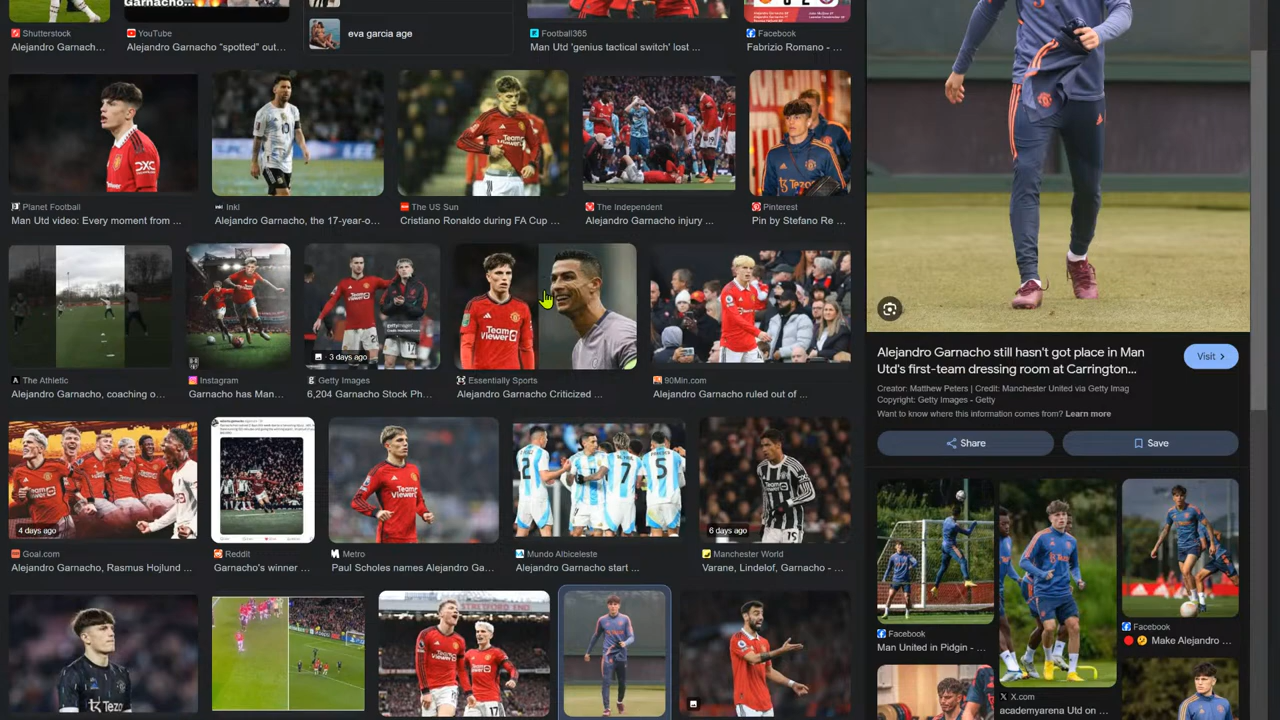 Garnacho...
Shutterstock
Alejandro Garnach...
YouTube
Alejandro Garnacho "spotted" out...
eva garcia age
Football365
Man Utd 'genius tactical switch' lost ...
Facebook
Fabrizio Romano - ...
Planet Football
Man Utd video: Every moment from ...
Inkl
Alejandro Garnacho, the 17-year-o...
The US Sun
Cristiano Ronaldo during FA Cup ...
The Independent
Alejandro Garnacho injury ...
Pinterest
Pin by Stefano Re ...
3 days ago
The Athletic
Alejandro Garnacho, coaching o...
Instagram
Garnacho has Man...
Getty Images
6,204 Garnacho Stock Ph...
Essentially Sports
Alejandro Garnacho Criticized ...
90Min.com
Alejandro Garnacho ruled out of ...
4 days ago
6 days ago
Goal.com
Alejandro Garnacho, Rasmus Hojlund ...
Reddit
Garnacho's winner ...
Metro
Paul Scholes names Alejandro Ga...
Mundo Albiceleste
Alejandro Garnacho start ...
Manchester World
Varane, Lindelof, Garnacho - ...
STRETFORD END
Alejandro Garnacho still hasn't got place in Man
Utd's first-team dressing room at Carrington...
Visit
Creator: Matthew Peters | Credit: Manchester United via Getty Imag
Copyright: Getty Images - Getty
Want to know where this information comes from? Learn more
Share
Save
Facebook
Man United in Pidgin - ...
X.com
academyarena Utd on ...
Facebook
Make Alejandro ...